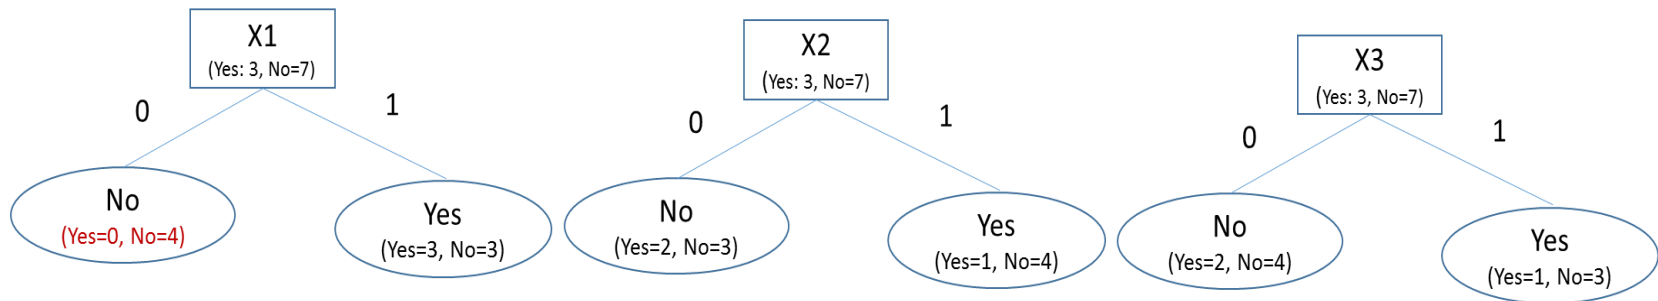 X1
(Yes: 3, No=7)
0
1
No
(Yes=0, No=4)
Yes
(Yes=3, No=3)
X2
(Yes: 3, No=7)
0
1
No
(Yes=2, No=3)
Yes
(Yes=1, No=4)
X3
(Yes: 3, No=7)
0
1
No
(Yes=2, No=4)
Yes
(Yes=1, No=3)